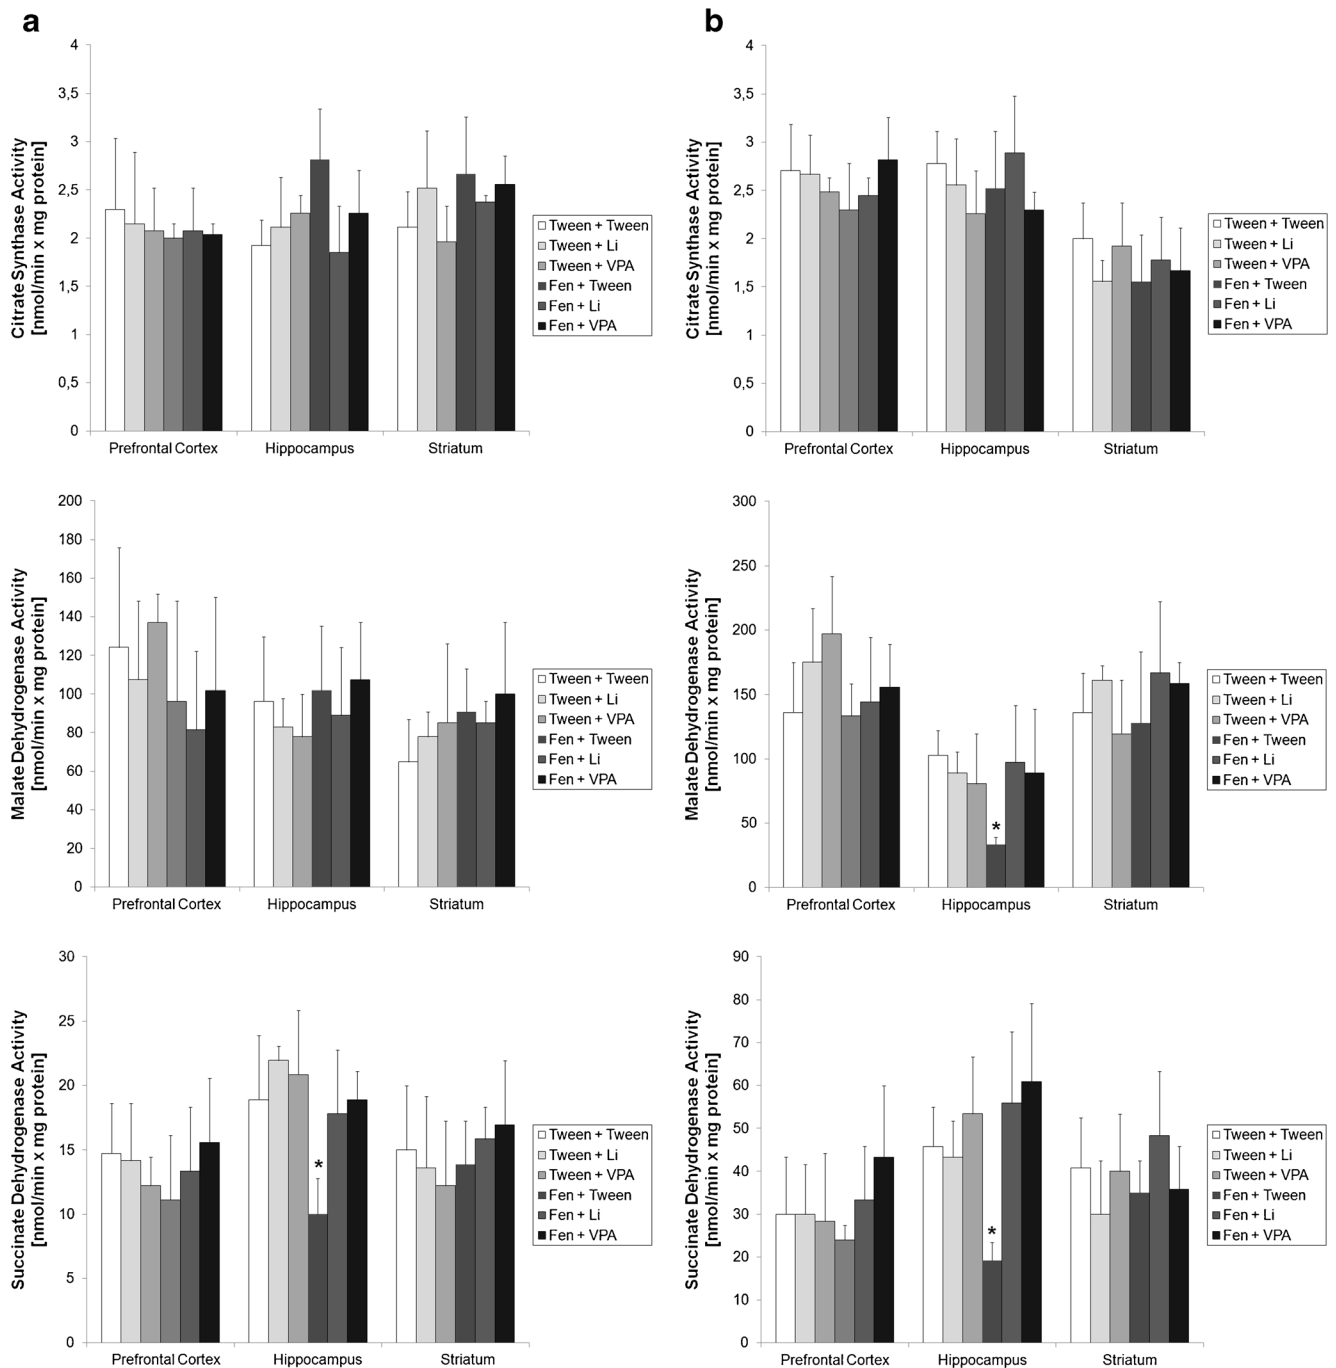 a
Citrate Synthase Activity
[nmol/min x mg protein]
4
3,5
3
2,5
2
1,5
1
0,5
0
Prefrontal Cortex
Hippocampus
Striatum
Tween + Tween
Tween + Li
Tween + VPA
Fen + Tween
Fen + Li
Fen + VPA
b
Citrate Synthase Activity
[nmol/min x mg protein]
4
3,5
3
2,5
2
1,5
1
0,5
0
Prefrontal Cortex
Hippocampus
Striatum
Tween + Tween
Tween + Li
Tween + VPA
Fen + Tween
Fen + Li
Fen + VPA
Malate Dehydrogenase Activity
[nmol/min x mg protein]
200
180
160
140
120
100
80
60
40
20
0
Prefrontal Cortex
Hippocampus
Striatum
Tween + Tween
Tween + Li
Tween + VPA
Fen + Tween
Fen + Li
Fen + VPA
Malate Dehydrogenase Activity
[nmol/min x mg protein]
300
250
200
150
100
50
0
*
Prefrontal Cortex
Hippocampus
Striatum
Tween + Tween
Tween + Li
Tween + VPA
Fen + Tween
Fen + Li
Fen + VPA
Succinate Dehydrogenase Activity
[nmol/min x mg protein]
30
25
20
15
10
5
0
*
Prefrontal Cortex
Hippocampus
Striatum
Tween + Tween
Tween + Li
Tween + VPA
Fen + Tween
Fen + Li
Fen + VPA
Succinate Dehydrogenase Activity
[nmol/min x mg protein]
90
80
70
60
50
40
30
20
10
0
*
Prefrontal Cortex
Hippocampus
Striatum
Tween + Tween
Tween + Li
Tween + VPA
Fen + Tween
Fen + Li
Fen + VPA